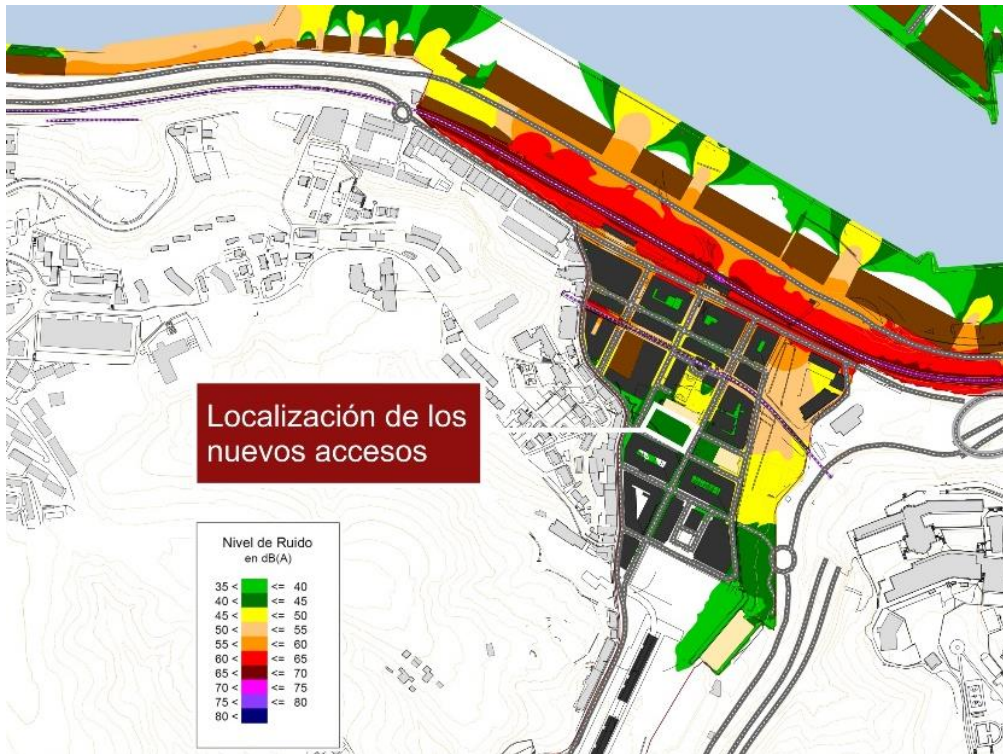 Localización de los
nuevos accesos
Nivel de Ruido
en dB(A)
35 < <= 40
40 < <= 45
45 < <= 50
50 < <= 55
55 < <= 60
60 < <= 65
65 < <= 70
70 < <= 75
75 < <= 80
80 <